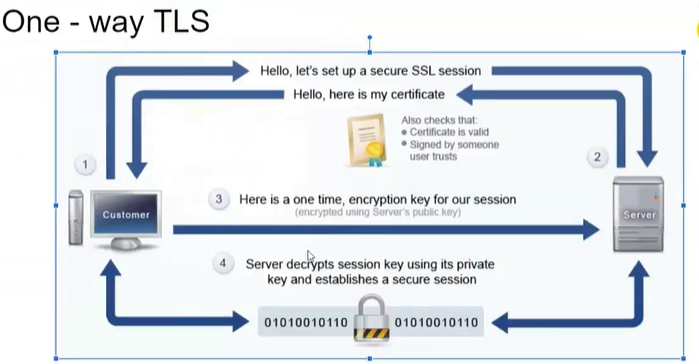 One - way TLS
Hello, let's set up a secure SSL session
Hello, here is my certificate
Also checks that:
• Certificate is valid
• Signed by someone
user trusts
1
2
3 Here is a one time, encryption key for our session
(encrypted using Server's public key)
Customer
Server
4 Server decrypts session key using its private
key and establishes a secure session
01010010110 01010010110